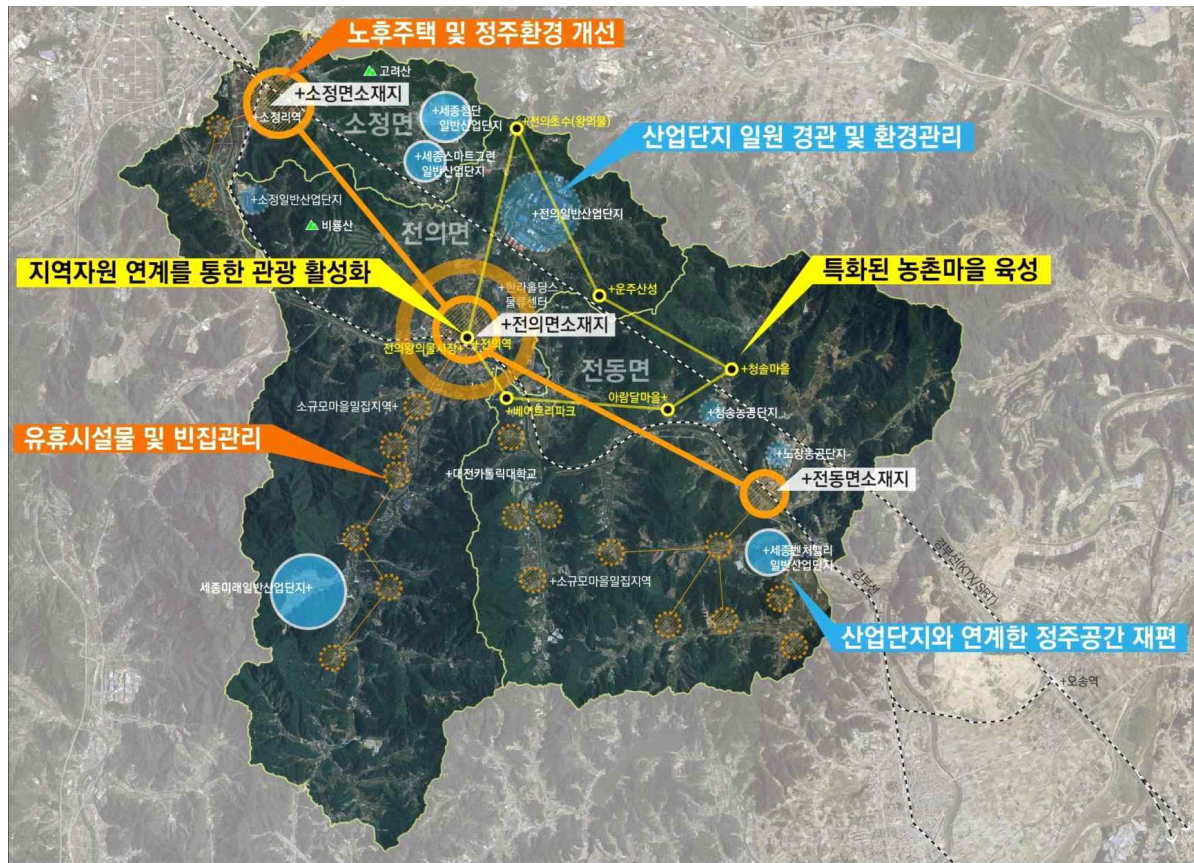 노후주택 및 정주환경 개선
고려산
+소정면소재지
+소정리역
소정면
+세종첨단
일반산업단지
+전의초수(왕의물)
산업단지 일원 경관 및 환경관리
+세종스마트그린
일반산업단지
+소정일반산업단지
+전의일반산업단지
비룡산
전의면
지역자원 연계를 통한 관광 활성화
특화된 농촌마을 육성
+한라홀딩스
물류센터
+운주산성
+전의면소재지
전의왕의물시장+
+전의역
전동면
+청솔마을
소규모마을밀집지역+
+베어트리파크
아람달마을+
+청송농공단지
유휴시설물 및 빈집관리
+노장농공단지
+대전카톨릭대학교
+전동면소재지
+세종벤처밸리
일반산업단지
경부선(KTX/SRT)
경부선
세종미래일반산업단지+
+소규모마을밀집지역
산업단지와 연계한 정주공간 재편
+오송역